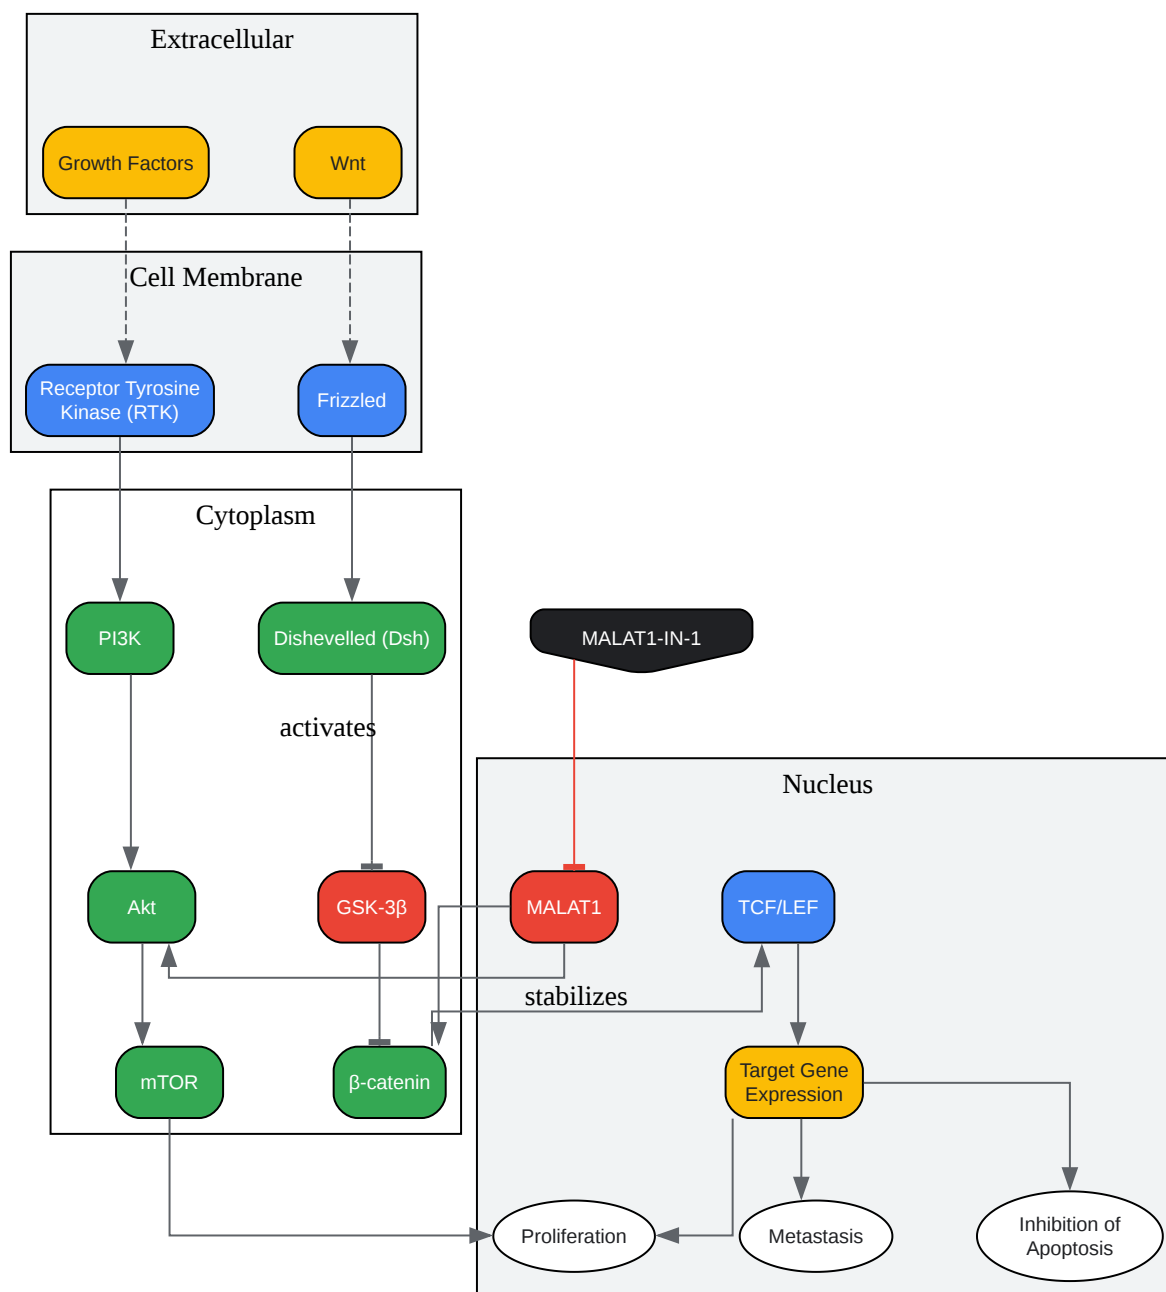 Extracellular
Growth Factors
Wnt
Cell Membrane
Receptor Tyrosine
Kinase (RTK)
Frizzled
Cytoplasm
PI3K
Dishevelled (Dsh)
MALAT1-IN-1
activates
Nucleus
Akt
GSK-3β
MALAT1
TCF/LEF
stabilizes
mTOR
β-catenin
Target Gene
Expression
Proliferation
Metastasis
Inhibition of
Apoptosis